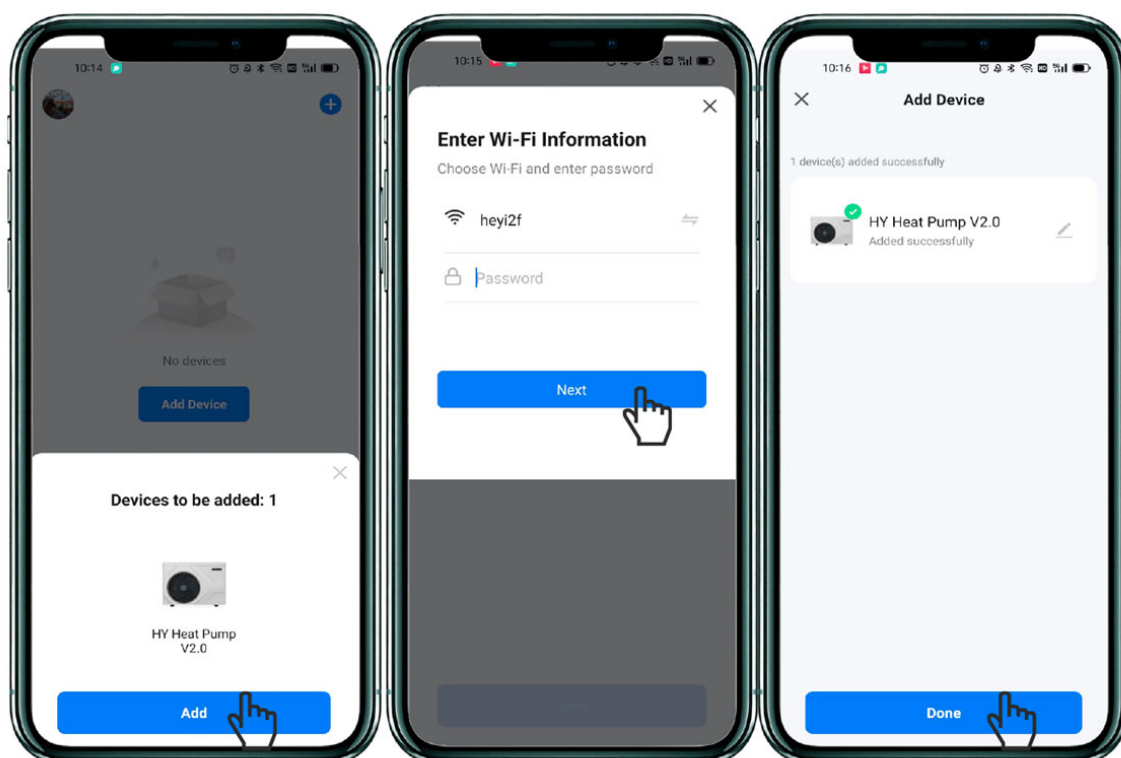 10:14
No devices
Add Device
Devices to be added: 1
HY Heat Pump
V2.0
Add
10:15
Enter Wi-Fi Information
Choose Wi-Fi and enter password
heyi2f
Password
Next
10:16
Add Device
1 device(s) added successfully
HY Heat Pump V2.0
Added successfully
Done